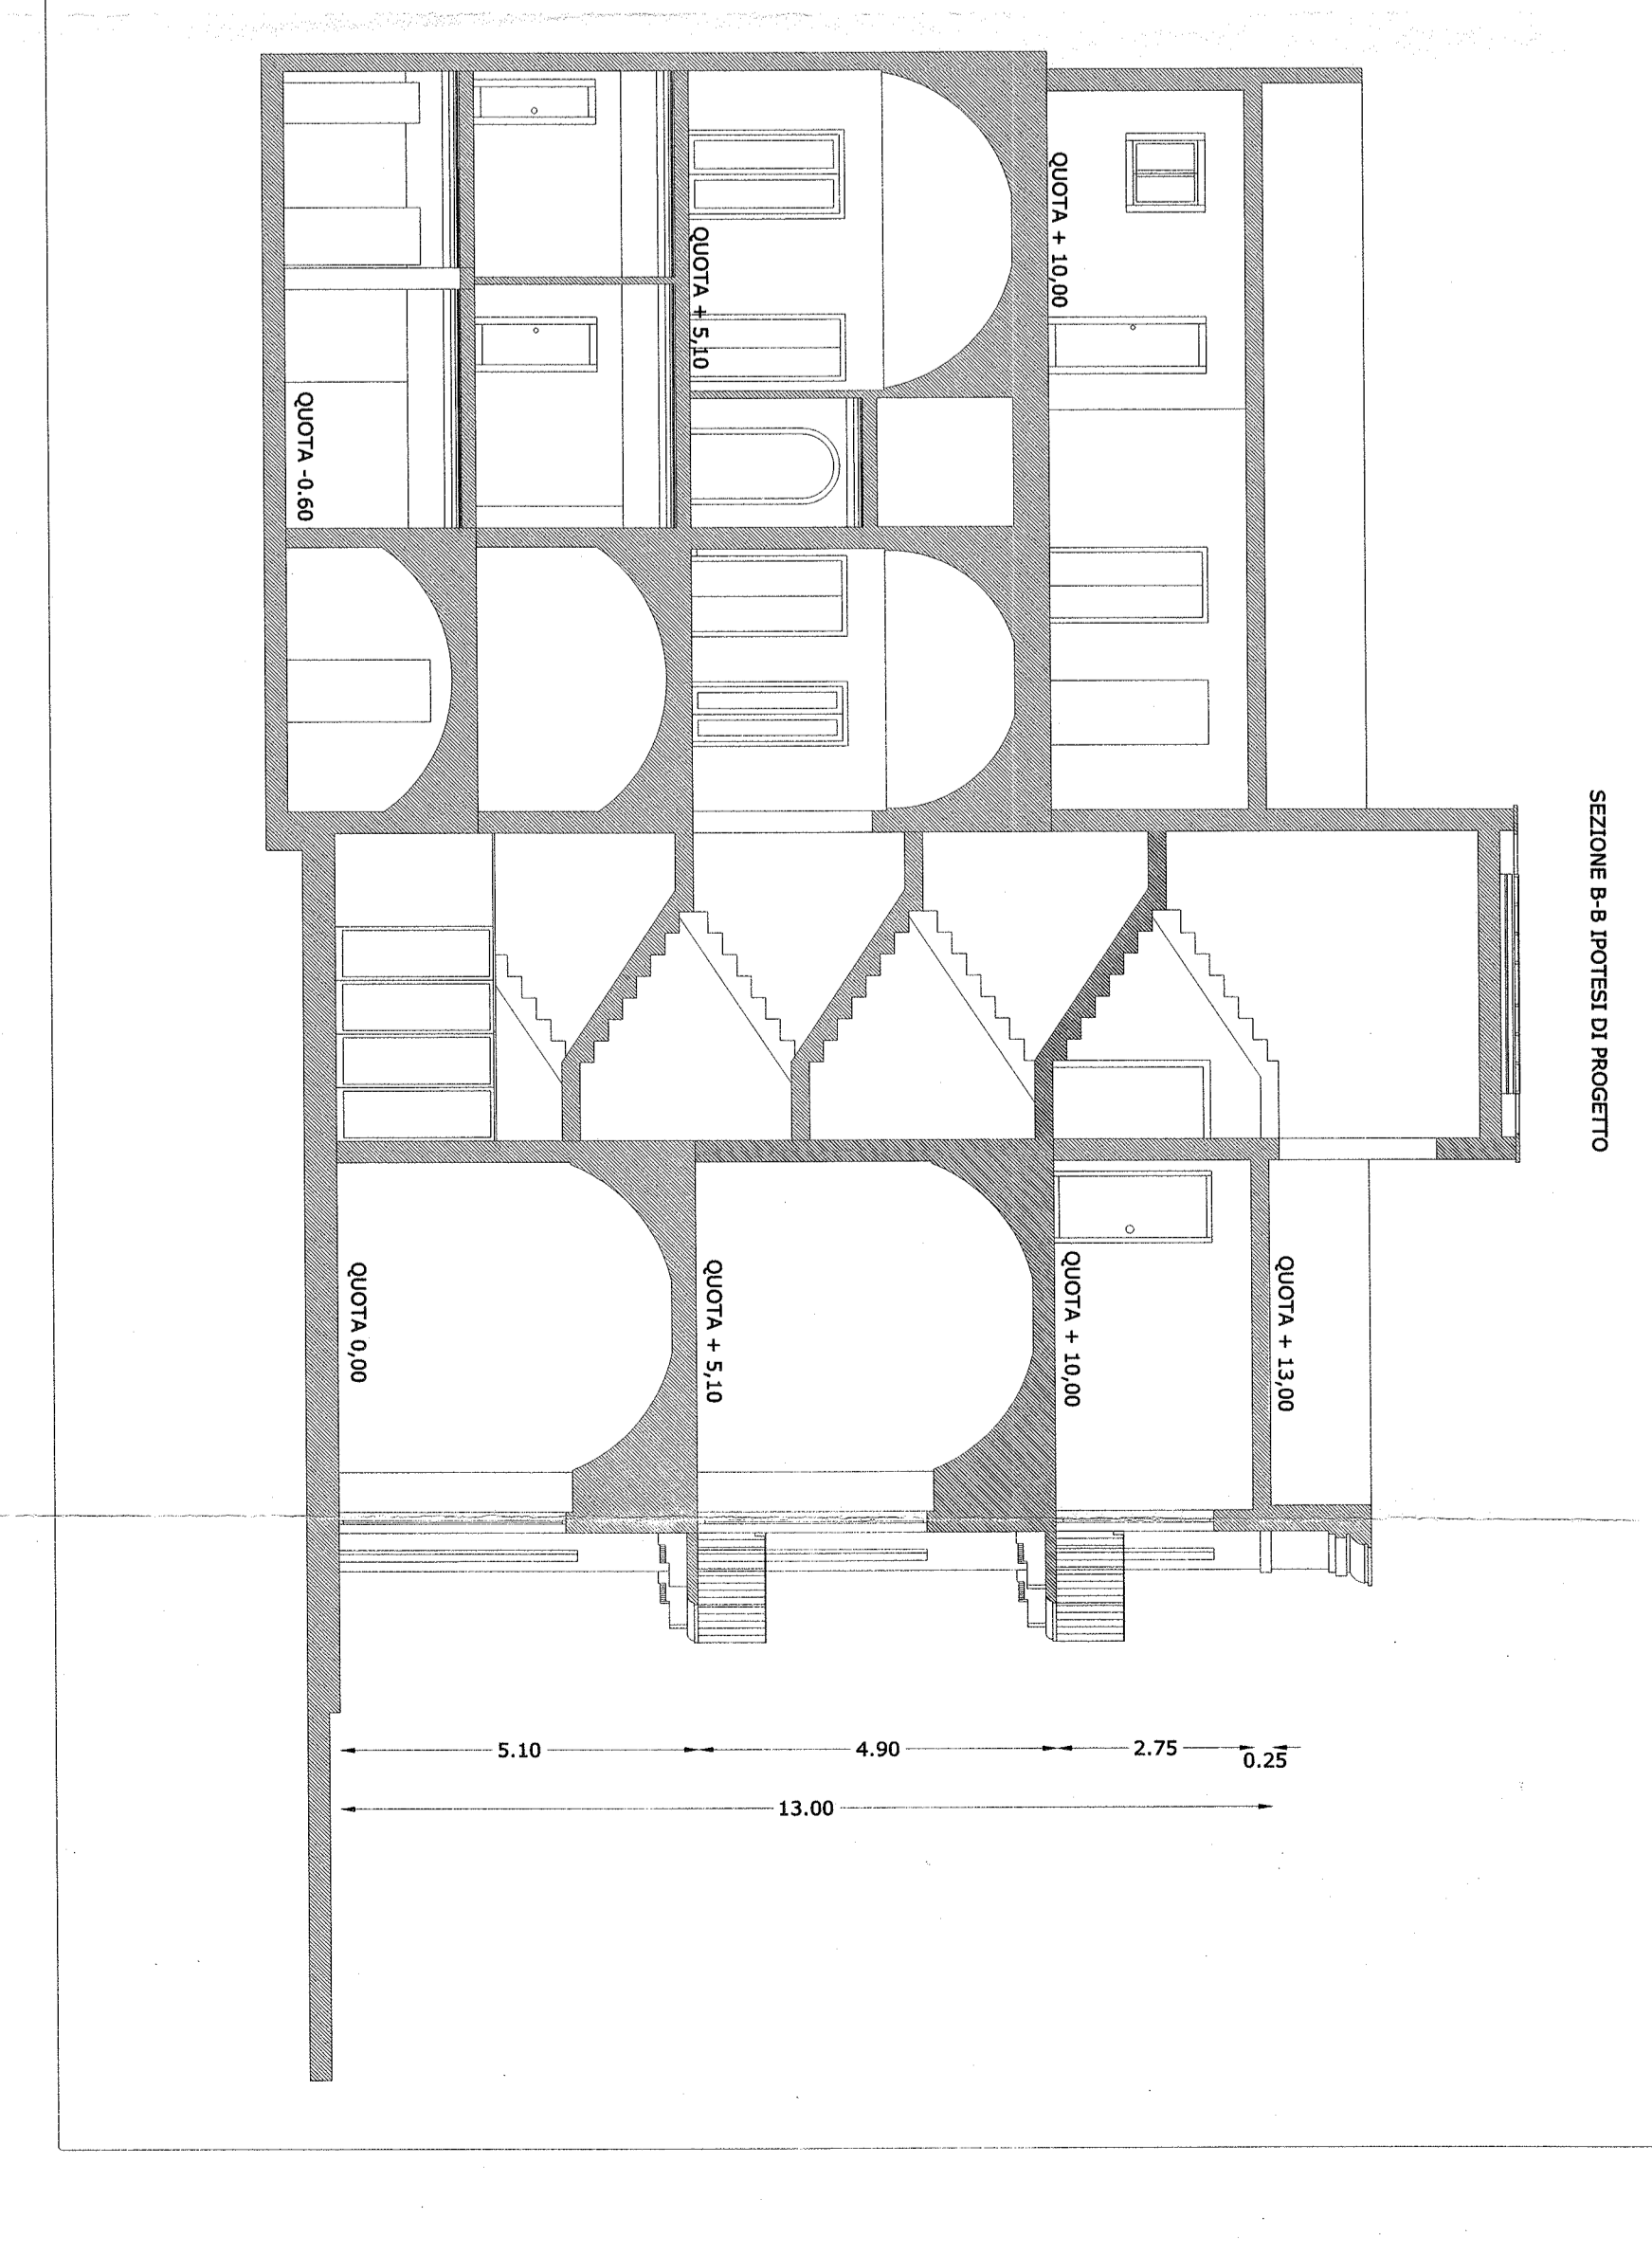 SEZIONE B-B IPOTESI DI PROGETTO
QUOTA + 13,00
QUOTA + 10,00
QUOTA + 10,00
QUOTA + 5,10
QUOTA + 5,10
QUOTA 0,00
QUOTA -0.60
5.10
4.90
2.75
0.25
13.00